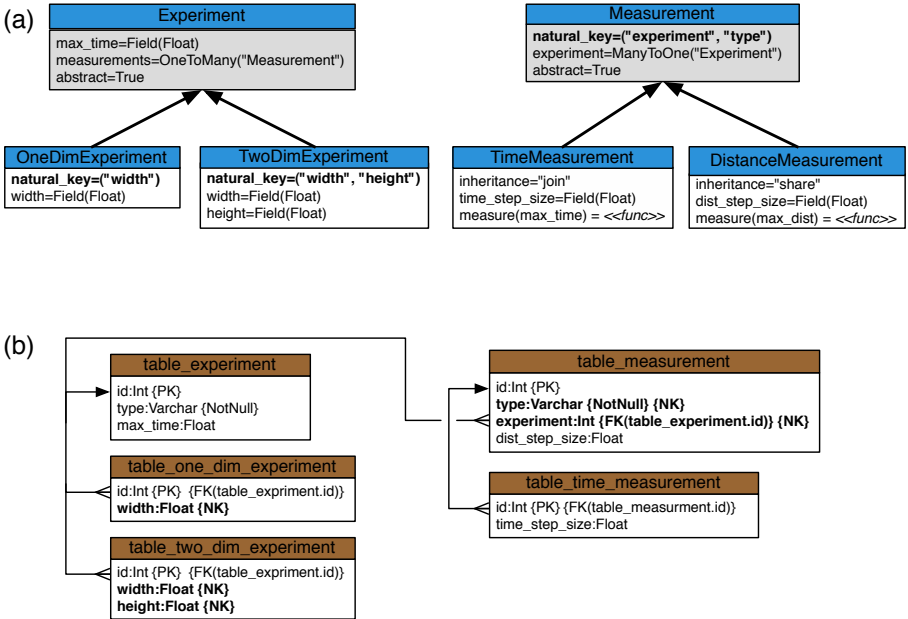 (a)
Experiment
max_time=Field(Float)
measurements=OneToMany("Measurement")
abstract=True
Measurement
natural_key=("experiment", "type")
experiment=ManyToOne("Experiment")
abstract=True
OneDimExperiment
natural_key=("width")
width=Field(Float)
TwoDimExperiment
natural_key=("width", "height")
width=Field(Float)
height=Field(Float)
TimeMeasurement
inheritance="join"
time_step_size=Field(Float)
measure(max_time) = <<func>>
DistanceMeasurement
inheritance="share"
dist_step_size=Field(Float)
measure(max_dist) = <<func>>
(b)
table_experiment
id:Int {PK}
type:Varchar {NotNull}
max_time:Float
table_one_dim_experiment
id:Int {PK} {FK(table_expriment.id)}
width:Float {NK}
table_two_dim_experiment
id:Int {PK} {FK(table_expriment.id)}
width:Float {NK}
height:Float {NK}
table_measurement
id:Int {PK}
type:Varchar {NotNull} {NK}
experiment:Int {FK(table_experiment.id)} {NK}
dist_step_size:Float
table_time_measurement
id:Int {PK} {FK(table_measurment.id)}
time_step_size:Float